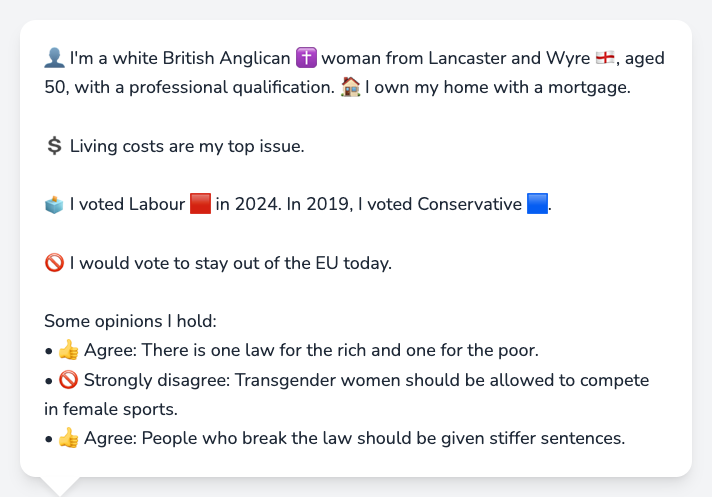 👤 I'm a white British Anglican ✝️ woman from Lancaster and Wyre 🏴󠁧󠁢󠁥󠁮󠁧󠁿, aged
50, with a professional qualification. 🏠 I own my home with a mortgage.
💲 Living costs are my top issue.
🗳️ I voted Labour 🟥 in 2024. In 2019, I voted Conservative 🟦.
🚫 I would vote to stay out of the EU today.
Some opinions I hold:
• 👍 Agree: There is one law for the rich and one for the poor.
• 🚫 Strongly disagree: Transgender women should be allowed to compete
in female sports.
• 👍 Agree: People who break the law should be given stiffer sentences.